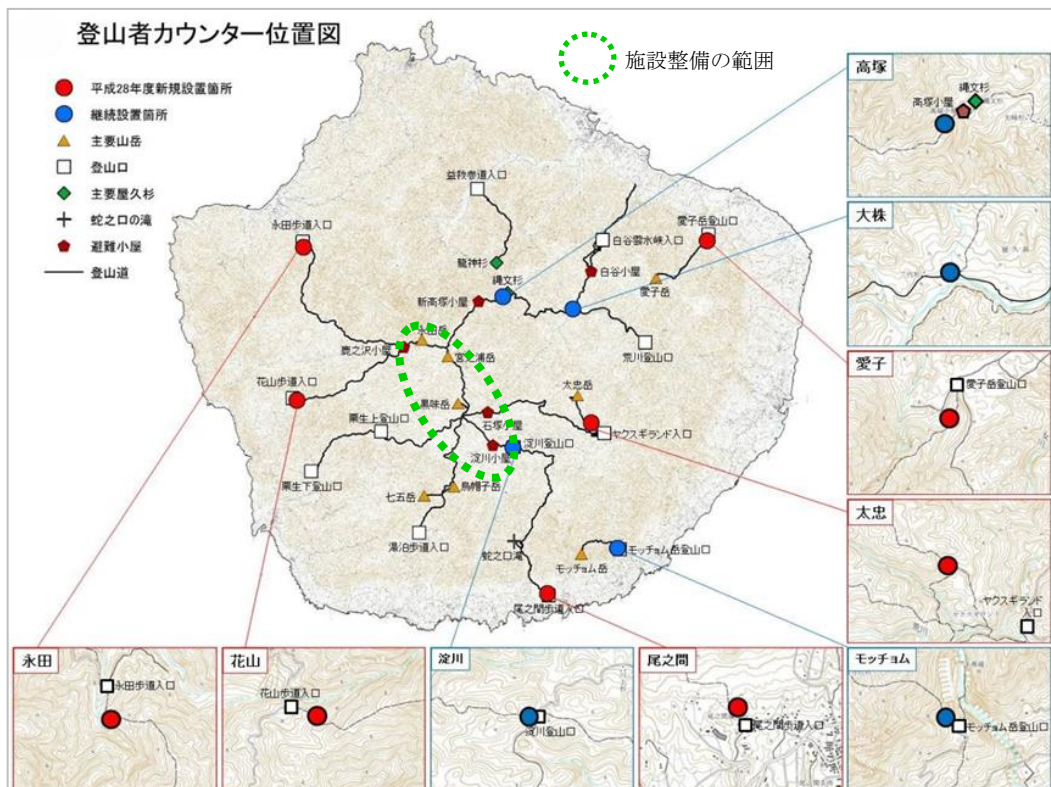 登山者カウンター位置図
施設整備の範囲
平成28年度新規設置箇所
継続設置箇所
主要山岳
登山口
主要屋久杉
蛇之口の滝
避難小屋
登山道
益救参道入口
永田歩道入口
愛子岳登山口
白谷雲水峡入口
龍神杉
白谷小屋
縄文杉
愛子岳
新高塚小屋
永田岳
鹿之沢小屋
宮之浦岳
荒川登山口
花山歩道入口
太忠岳
黒味岳
栗生上登山口
石塚小屋
ヤクスギランド入口
淀川登山口
淀川小屋
栗生下登山口
烏帽子岳
七五岳
湯泊歩道入口
蛇之口滝
モッチョム岳登山口
モッチョム岳
尾之間歩道入口
高塚
縄文杉
高塚小屋
大株
愛子
愛子岳登山口
太忠
ヤクスギランド
入口
永田
永田歩道入口
花山
花山歩道入口
淀川
淀川登山口
尾之間
尾之間歩道入口
モッチョム
モッチョム岳登山口